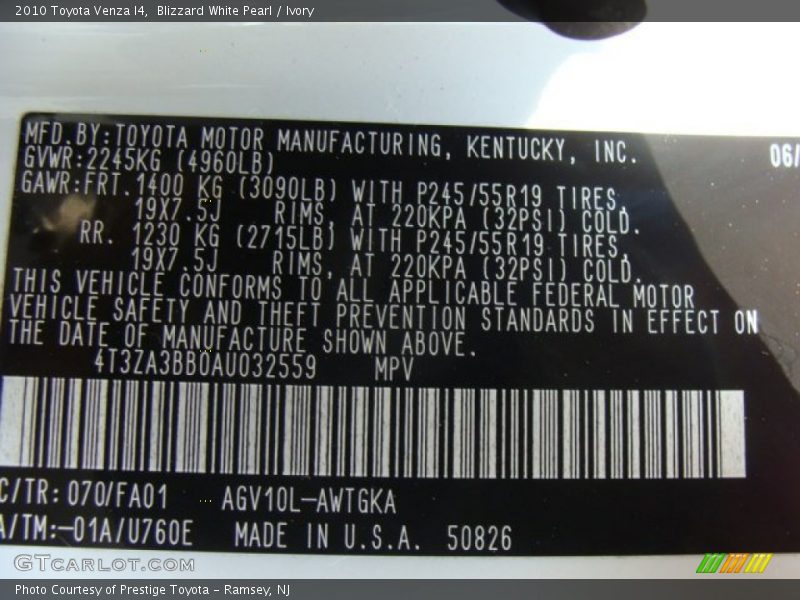 2010 Toyota Venza I4,  Blizzard White Pearl / Ivory
MFD.BY:TOYOTA MOTOR MANUFACTURING, KENTUCKY, INC. 06/
GVWR:2245KG (4960LB)
GAWR:FRT.1400 KG (3090LB) WITH P245/55R19 TIRES,
19X7.5J RIMS, AT 220KPA (32PSI) COLD.
RR. 1230 KG (2715LB) WITH P245/55R19 TIRES,
19X7.5J RIMS, AT 220KPA (32PSI) COLD.
THIS VEHICLE CONFORMS TO ALL APPLICABLE FEDERAL MOTOR
VEHICLE SAFETY AND THEFT PREVENTION STANDARDS IN EFFECT ON
THE DATE OF MANUFACTURE SHOWN ABOVE.
4T3ZA3BB0AU032559 MPV
C/TR:070/FA01 AGV10L-AWTGKA
A/TM:-01A/U760E MADE IN U.S.A. 50826
GTCARLOT.COM
Photo Courtesy of Prestige Toyota - Ramsey, NJ